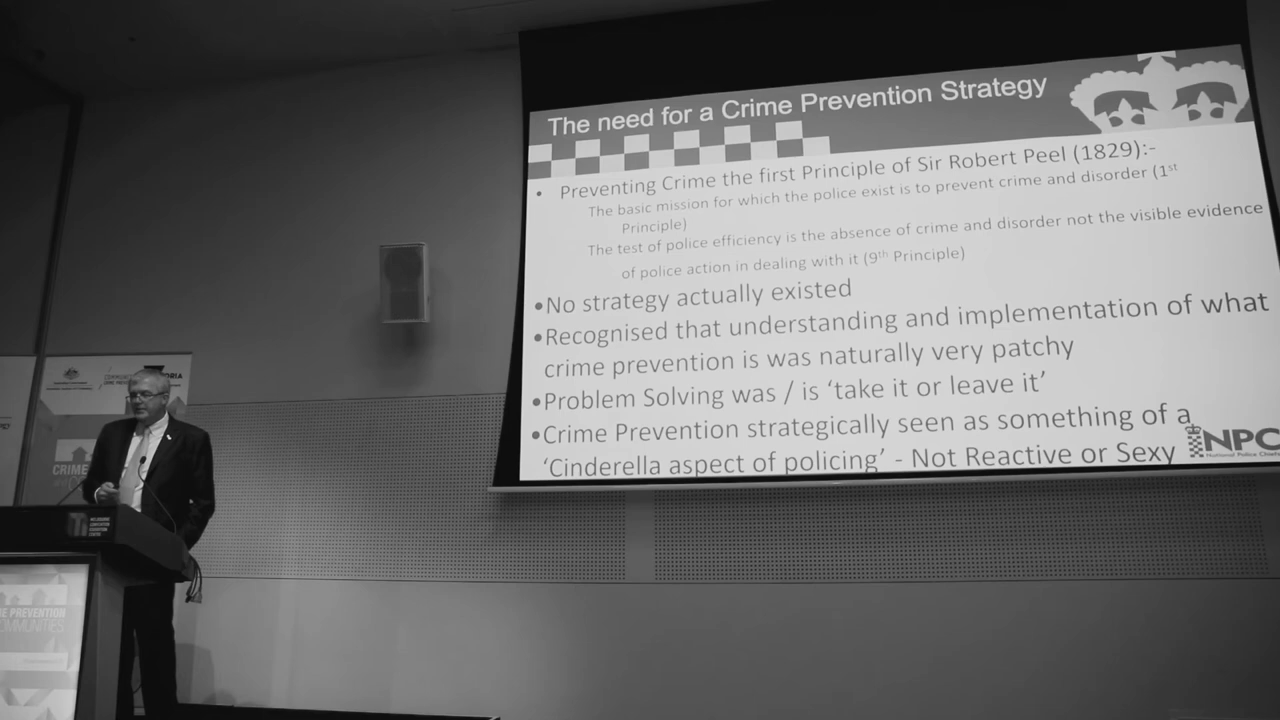 The need for a Crime Prevention Strategy
• Preventing Crime the first Principle of Sir Robert Peel (1829):-
The basic mission for which the police exist is to prevent crime and disorder (1st
Principle)
The test of police efficiency is the absence of crime and disorder not the visible evidence
of police action in dealing with it (9th Principle)
•No strategy actually existed
•Recognised that understanding and implementation of what
crime prevention is was naturally very patchy
•Problem Solving was / is ‘take it or leave it’
•Crime Prevention strategically seen as something of a
‘Cinderella aspect of policing’ - Not Reactive or Sexy
NPC
National Police Chiefs
CRIME
MELBOURNE
CONVENTION
EXHIBITION
CENTRE
PREVENTION
COMMUNITIES